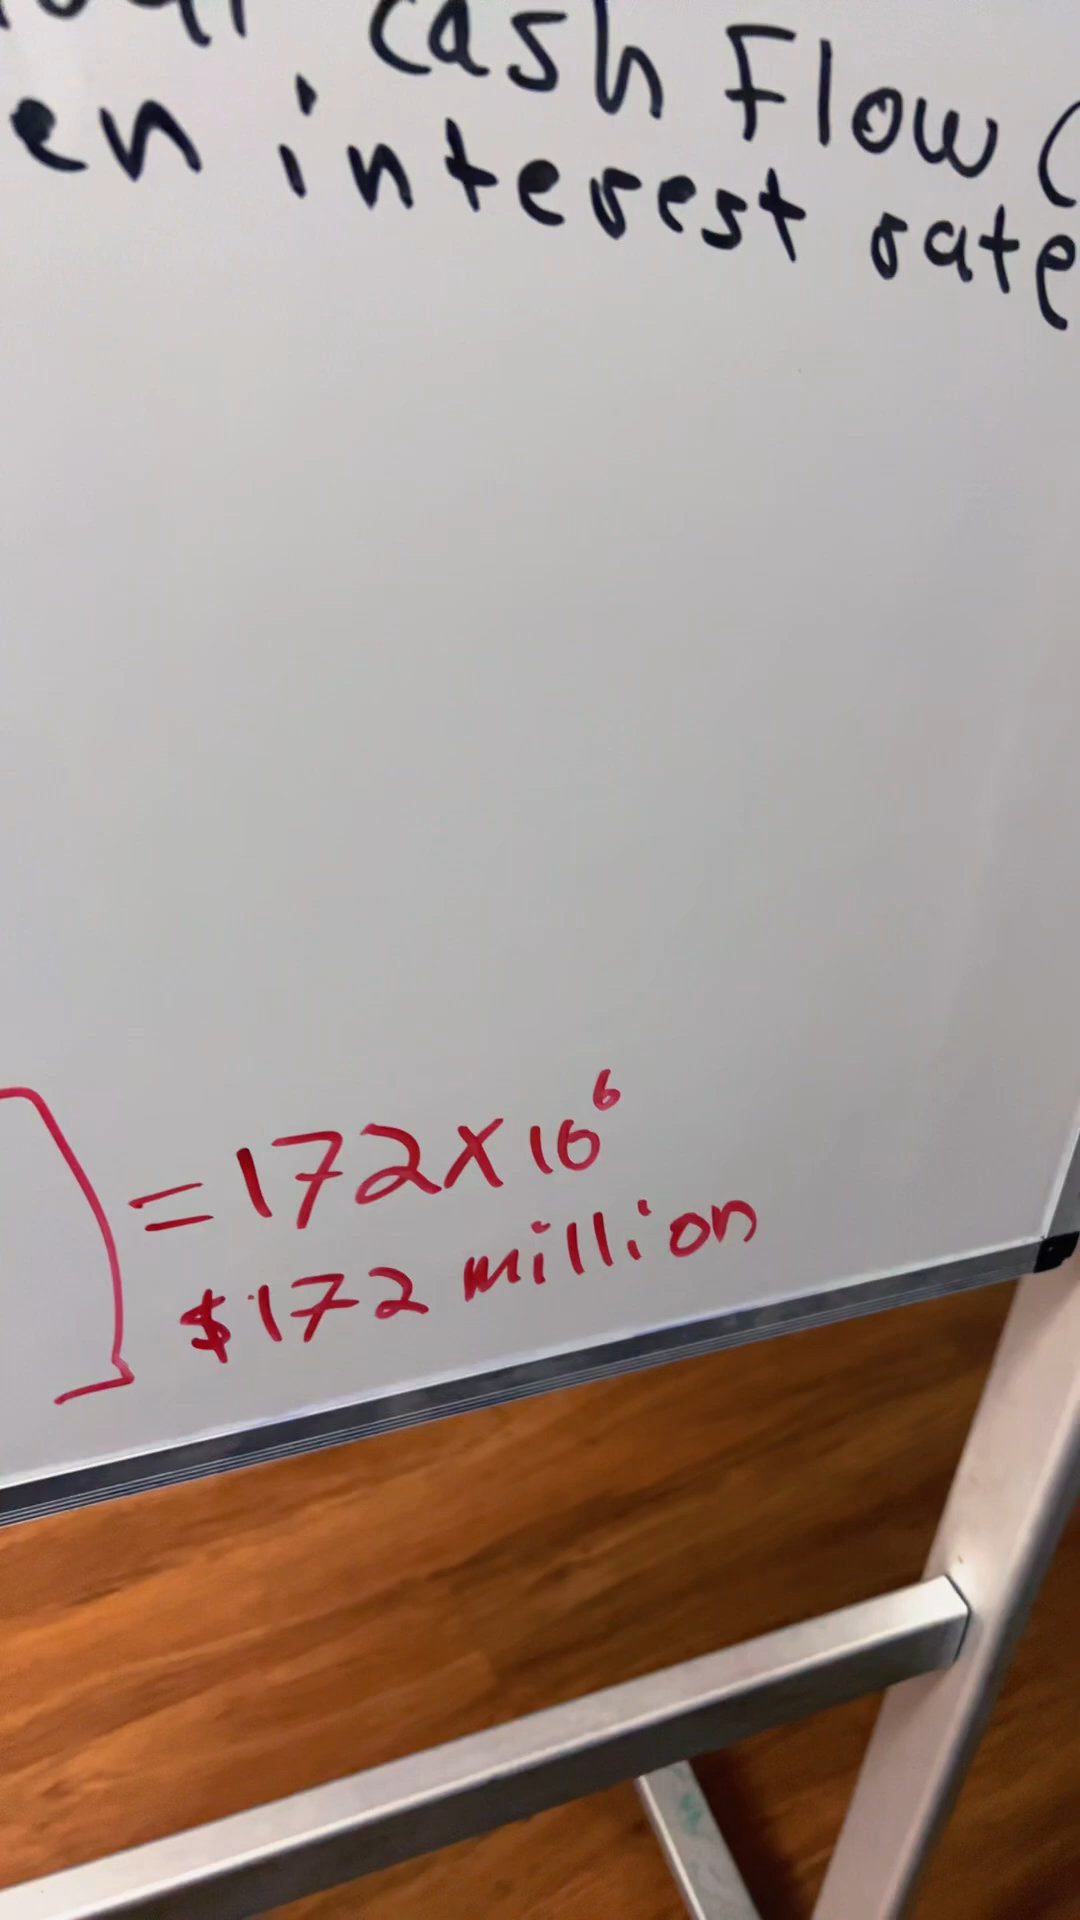 cash Flow (
en interest rate
= 172 x 10⁶
$172 million